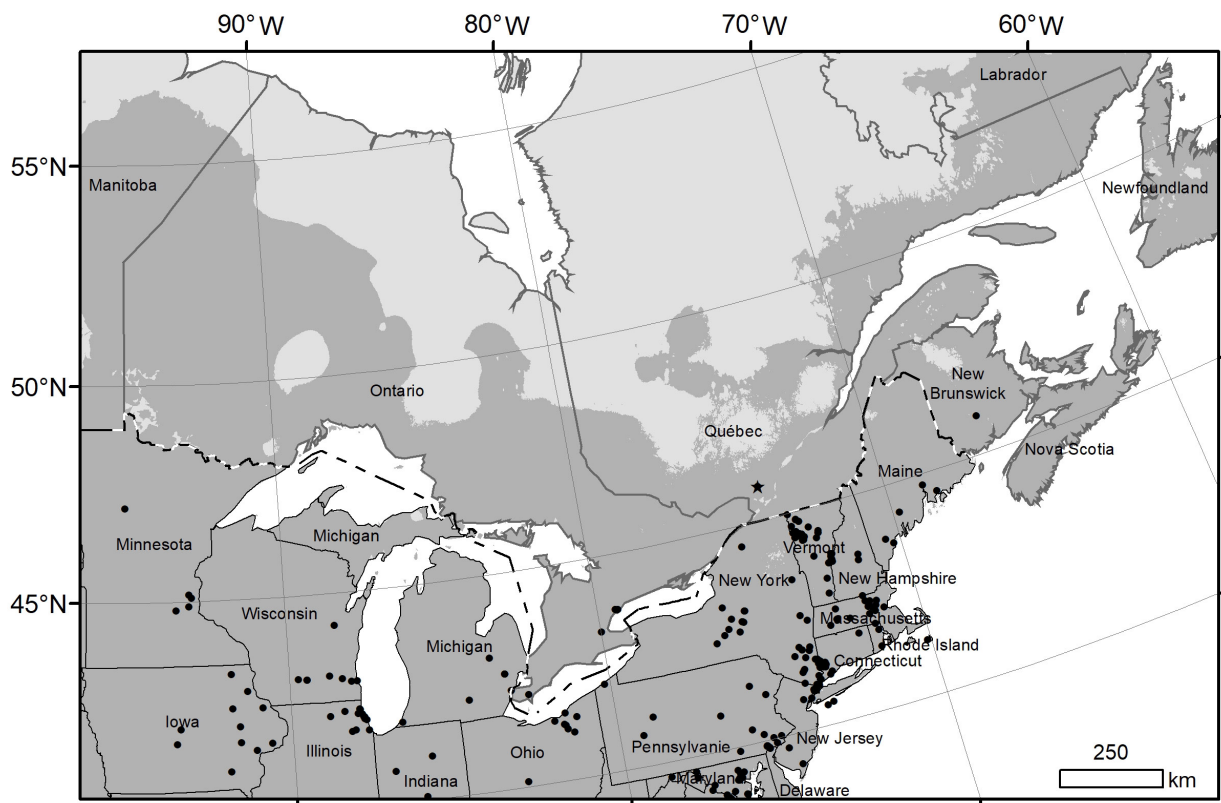 90°W
80°W
70°W
60°W
Labrador
55°N
Manitoba
Newfoundland
50°N
Ontario
New
Brunswick
Québec
Nova Scotia
Maine
Michigan
Minnesota
Vermont
New York
New Hampshire
45°N
Wisconsin
Massachusetts
Michigan
Rhode Island
Connecticut
Iowa
Illinois
Ohio
Pennsylvanie
New Jersey
250
km
Indiana
Maryland
Delaware